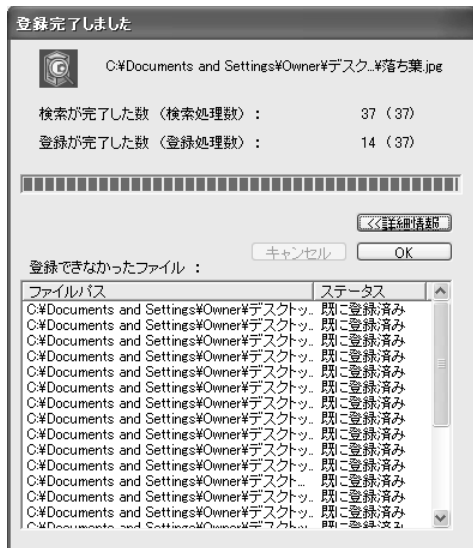 登録完了しました
C:¥Documents and Settings¥Owner¥デスク...¥落ち葉.jpg
検索が完了した数（検索処理数）： 37 (37)
登録が完了した数（登録処理数）： 14 (37)
<<詳細情報
キャンセル OK
登録できなかったファイル：
ファイルパス ステータス
C:¥Documents and Settings¥Owner¥デスクトッ... 既に登録済み
C:¥Documents and Settings¥Owner¥デスクトッ... 既に登録済み
C:¥Documents and Settings¥Owner¥デスクトッ... 既に登録済み
C:¥Documents and Settings¥Owner¥デスクトッ... 既に登録済み
C:¥Documents and Settings¥Owner¥デスクトッ... 既に登録済み
C:¥Documents and Settings¥Owner¥デスクトッ... 既に登録済み
C:¥Documents and Settings¥Owner¥デスクトッ... 既に登録済み
C:¥Documents and Settings¥Owner¥デスクトッ... 既に登録済み
C:¥Documents and Settings¥Owner¥デスクトッ... 既に登録済み
C:¥Documents and Settings¥Owner¥デスクトッ... 既に登録済み
C:¥Documents and Settings¥Owner¥デスクトッ... 既に登録済み
C:¥Documents and Settings¥Owner¥デスクト... 既に登録済み
C:¥Documents and Settings¥Owner¥デスクトッ... 既に登録済み
C:¥Documents and Settings¥Owner¥デスクトッ... 既に登録済み
C:¥Documents and Settings¥Owner¥デスクトッ... 既に登録済み